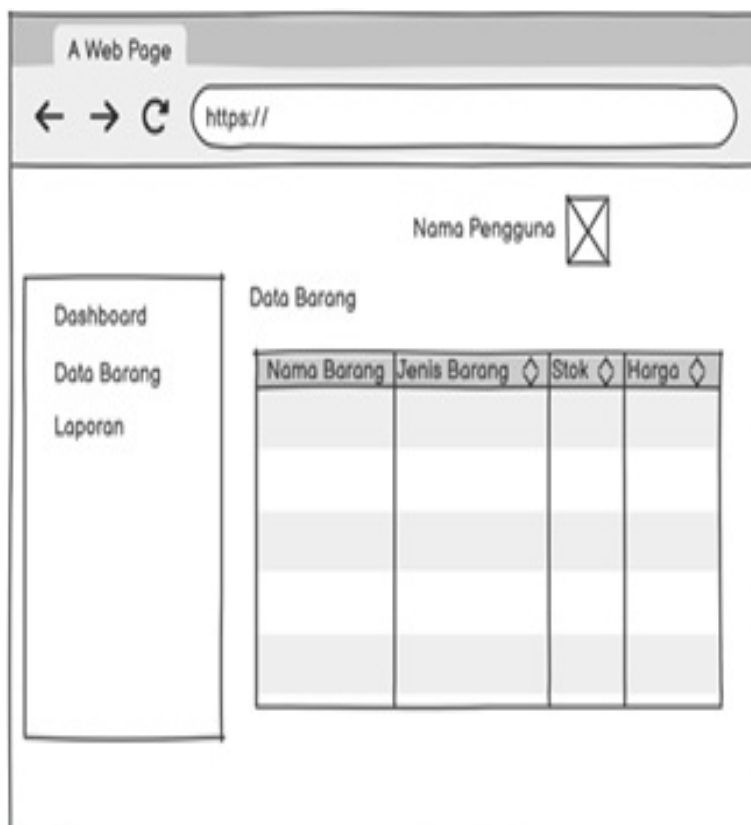 A Web Page
https://
Nama Pengguna
Dashboard
Data Barang
Laporan
Data Barang
Nama Barang Jenis Barang Stok Harga